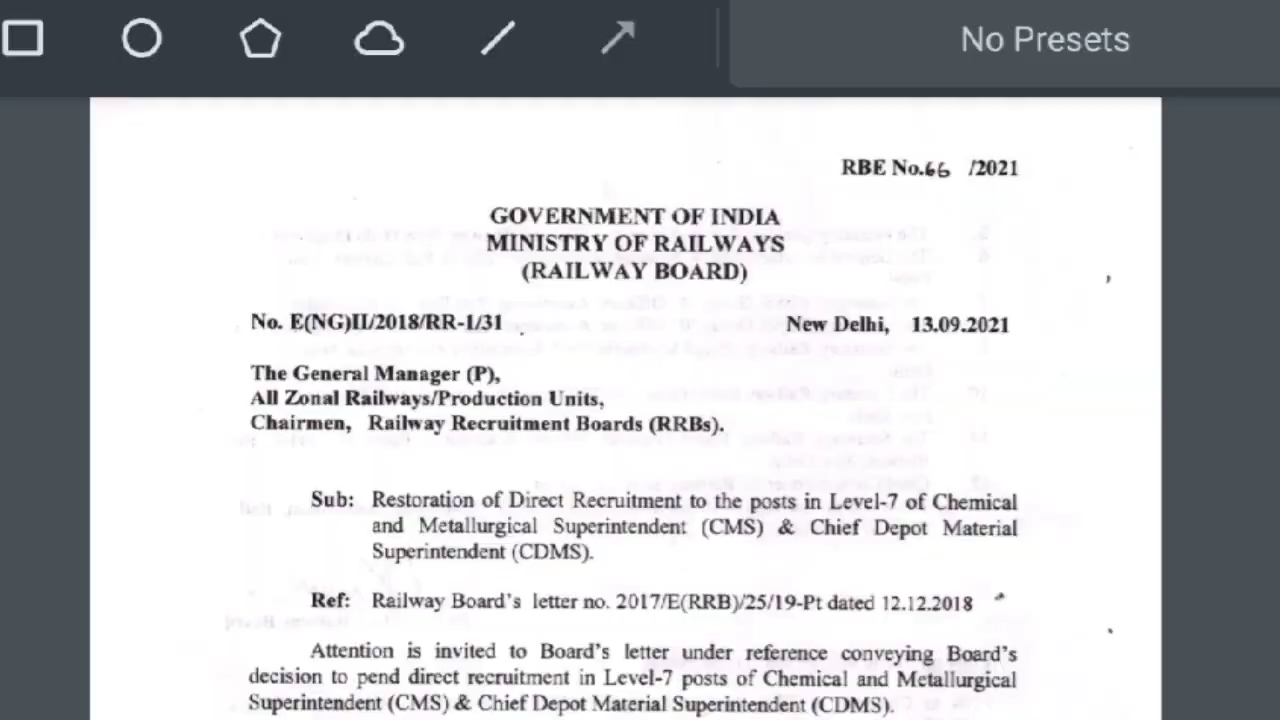 No Presets
RBE No.66 /2021
GOVERNMENT OF INDIA
MINISTRY OF RAILWAYS
(RAILWAY BOARD)
No. E(NG)II/2018/RR-1/31 New Delhi, 13.09.2021
The General Manager (P),
All Zonal Railways/Production Units,
Chairmen, Railway Recruitment Boards (RRBs).
Sub: Restoration of Direct Recruitment to the posts in Level-7 of Chemical
and Metallurgical Superintendent (CMS) & Chief Depot Material
Superintendent (CDMS).
Ref: Railway Board's letter no. 2017/E(RRB)/25/19-Pt dated 12.12.2018
Attention is invited to Board's letter under reference conveying Board's
decision to pend direct recruitment in Level-7 posts of Chemical and Metallurgical
Superintendent (CMS) & Chief Depot Material Superintendent (CDMS).